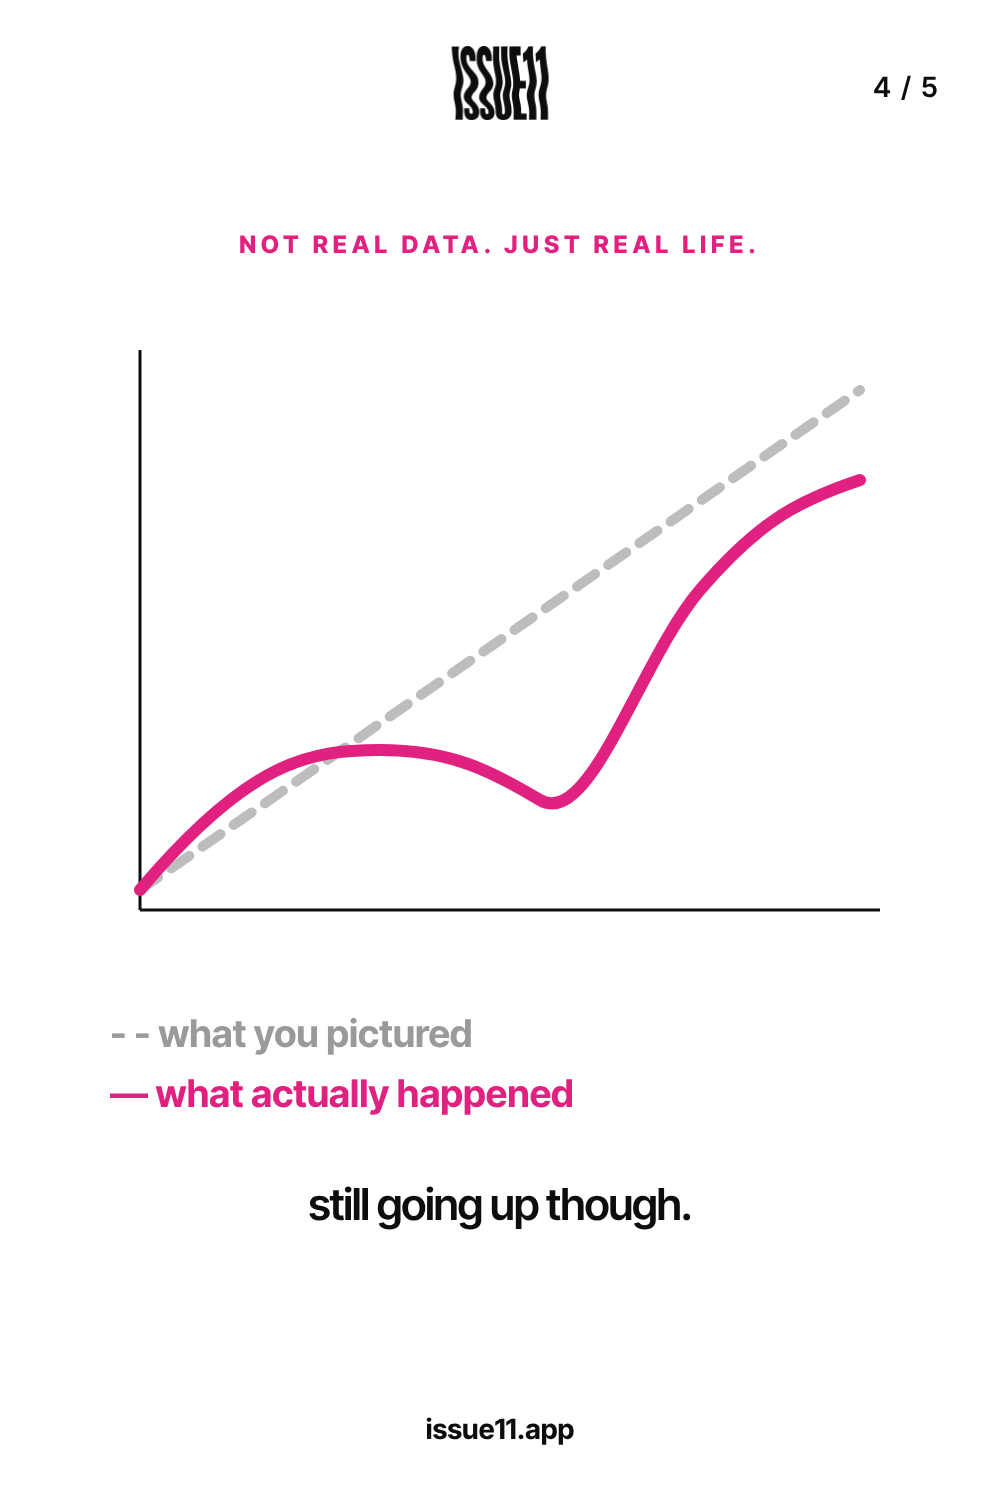 ISSUE11
4 / 5
NOT REAL DATA. JUST REAL LIFE.
- - what you pictured
— what actually happened
still going up though.
issue11.app